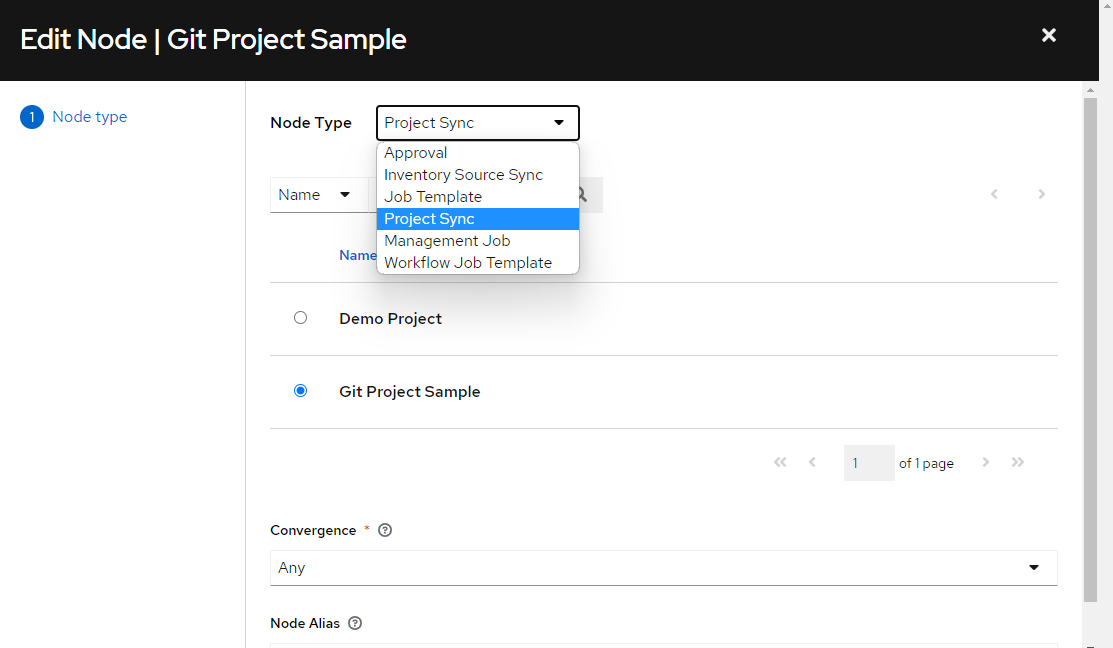 Edit Node | Git Project Sample
1 Node type
Node Type Project Sync
Approval
Inventory Source Sync
Job Template
Project Sync
Management Job
Workflow Job Template
Name
Name
Demo Project
Git Project Sample
1 of 1 page
Convergence *
Any
Node Alias